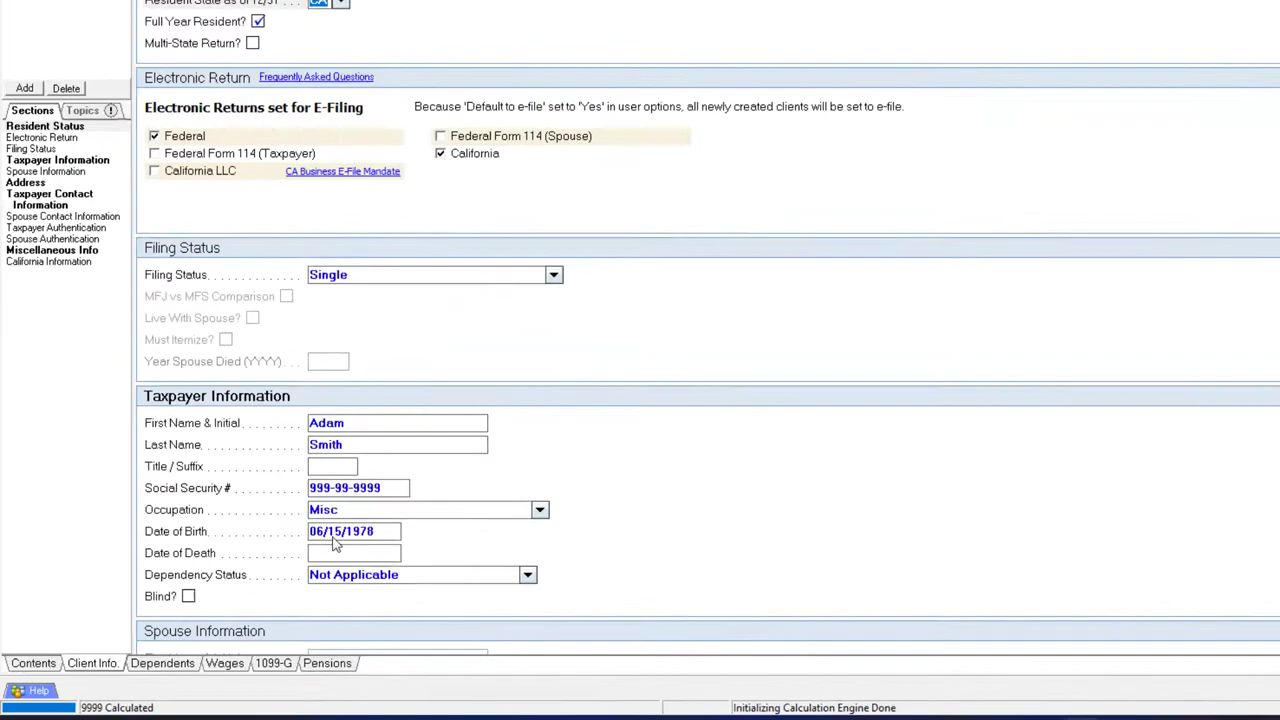 Resident State as of 12/31 . . . CA
Full Year Resident?
Multi-State Return?
Add Delete
Sections Topics
Resident Status
Electronic Return
Filing Status
Taxpayer Information
Spouse Information
Address
Taxpayer Contact
Information
Spouse Contact Information
Taxpayer Authentication
Spouse Authentication
Miscellaneous Info
California Information
Electronic Return Frequently Asked Questions
Electronic Returns set for E-Filing Because 'Default to e-file' set to 'Yes' in user options, all newly created clients will be set to e-file.
Federal Federal Form 114 (Spouse)
Federal Form 114 (Taxpayer) California
California LLC CA Business E-File Mandate
Filing Status
Filing Status Single
MFJ vs MFS Comparison
Live With Spouse?
Must Itemize?
Year Spouse Died (YYYY)
Taxpayer Information
First Name & Initial Adam
Last Name Smith
Title / Suffix
Social Security # 999-99-9999
Occupation Misc
Date of Birth 06/15/1978
Date of Death
Dependency Status Not Applicable
Blind?
Spouse Information
Contents Client Info. Dependents Wages 1099-G Pensions
Help
9999 Calculated Initializing Calculation Engine Done